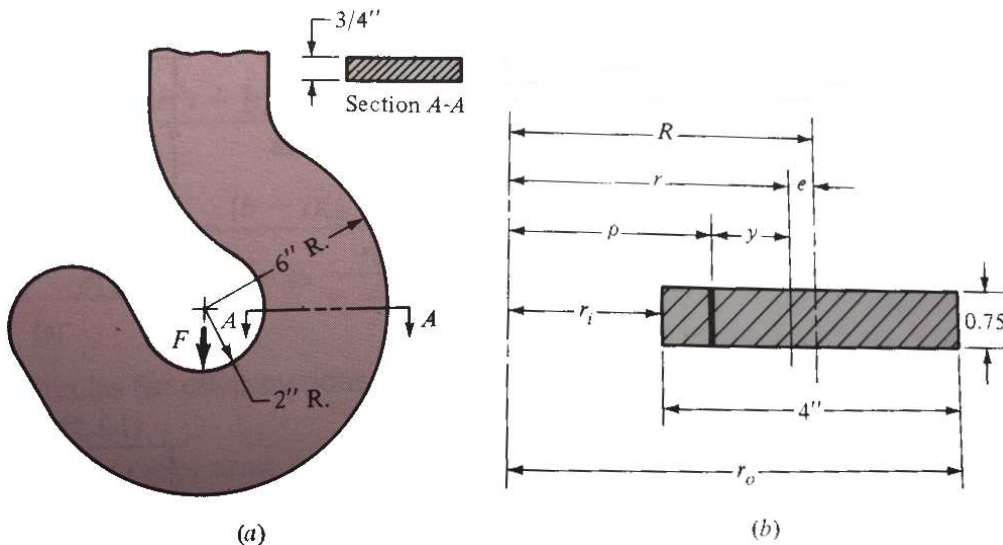 3/4"
Section A-A
6" R.
A
A
F
2" R.
(a)
R
r
e
ρ
y
r_i
0.75
4"
r_o
(b)